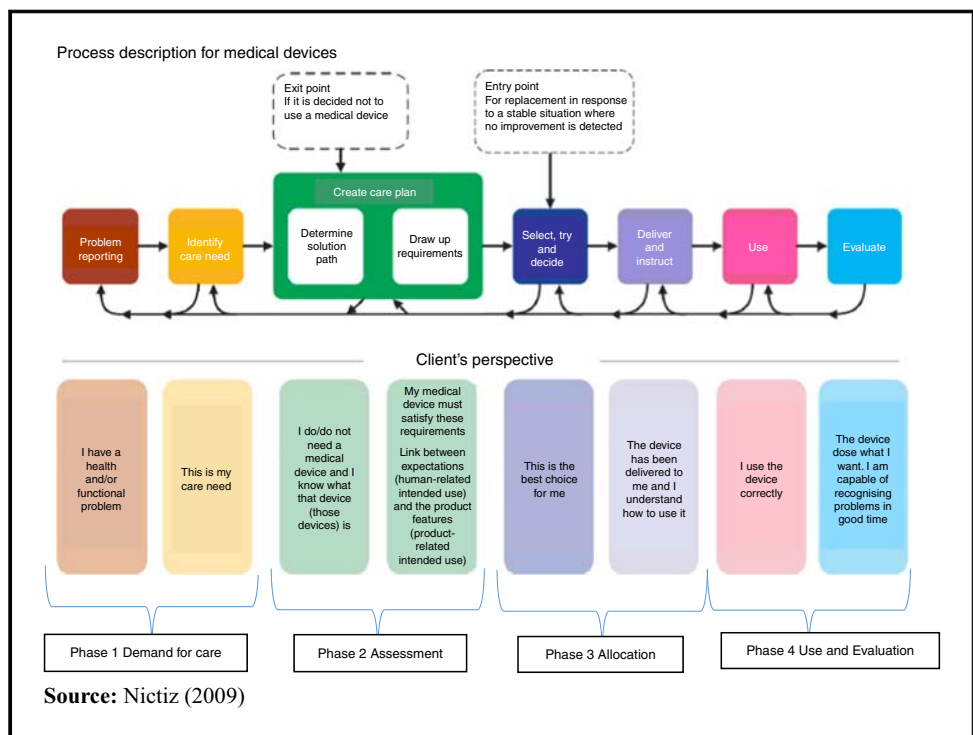 Process description for medical devices
Exit point
If it is decided not to
use a medical device
Entry point
For replacement in response
to a stable situation where
no improvement is detected
Problem
reporting
Identify
care need
Create care plan
Determine
solution
path
Draw up
requirements
Select, try
and
decide
Deliver
and
instruct
Use
Evaluate
Client's perspective
I have a
health
and/or
functional
problem
This is my
care need
I do/do not
need a
medical
device and I
know what
that device
(those
devices) is
My medical
device must
satisfy these
requirements
Link between
expectations
(human-related
intended use)
and the product
features
(product-
related
intended use)
This is the
best choice
for me
The device
has been
delivered to
me and I
understand
how to use it
I use the
device
correctly
The device
dose what I
want. I am
capable of
recognising
problems in
good time
Phase 1 Demand for care
Phase 2 Assessment
Phase 3 Allocation
Phase 4 Use and Evaluation
Source: Nictiz (2009)